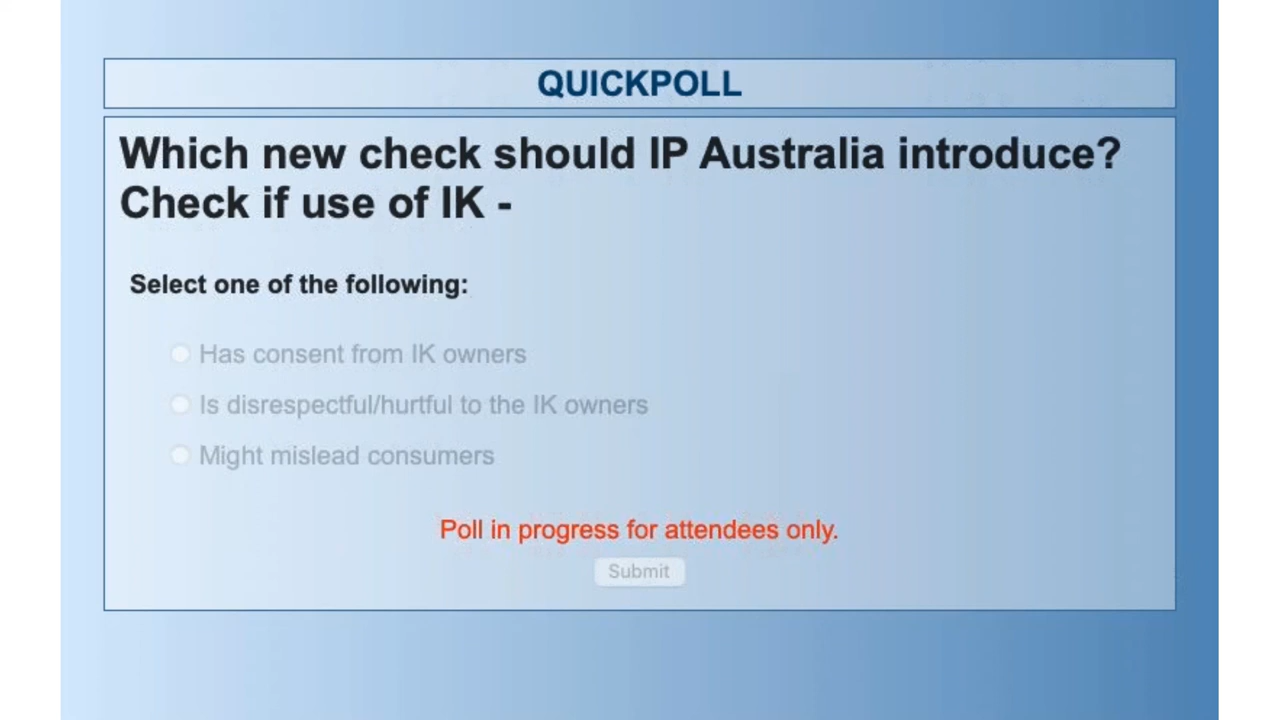 QUICKPOLL
Which new check should IP Australia introduce?
Check if use of IK -
Select one of the following:
Has consent from IK owners
Is disrespectful/hurtful to the IK owners
Might mislead consumers
Poll in progress for attendees only.
Submit